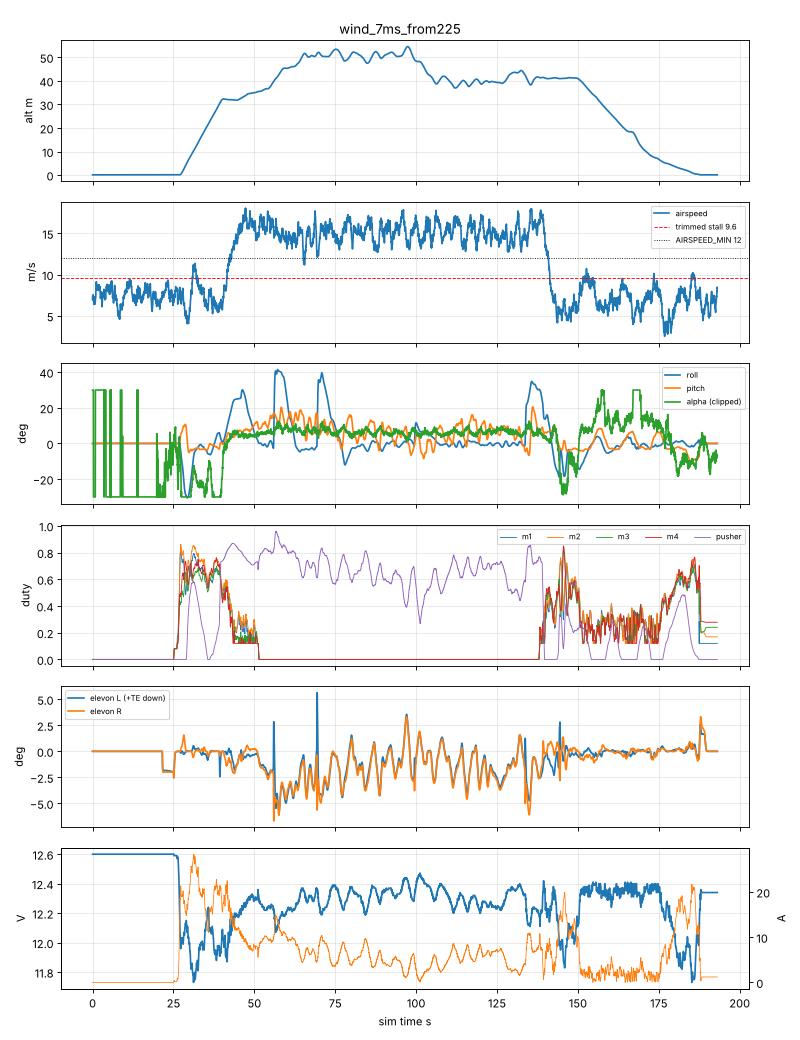 wind_7ms_from225
50
40
30
20
10
0
alt m
15
10
5
m/s
airspeed
trimmed stall 9.6
AIRSPEED_MIN 12
40
20
0
−20
deg
roll
pitch
alpha (clipped)
1.0
0.8
0.6
0.4
0.2
0.0
duty
m1 m2 m3 m4 pusher
5.0
2.5
0.0
−2.5
−5.0
deg
elevon L (+TE down)
elevon R
12.6
12.4
12.2
12.0
11.8
V
20
10
0
A
0 25 50 75 100 125 150 175 200
sim time s